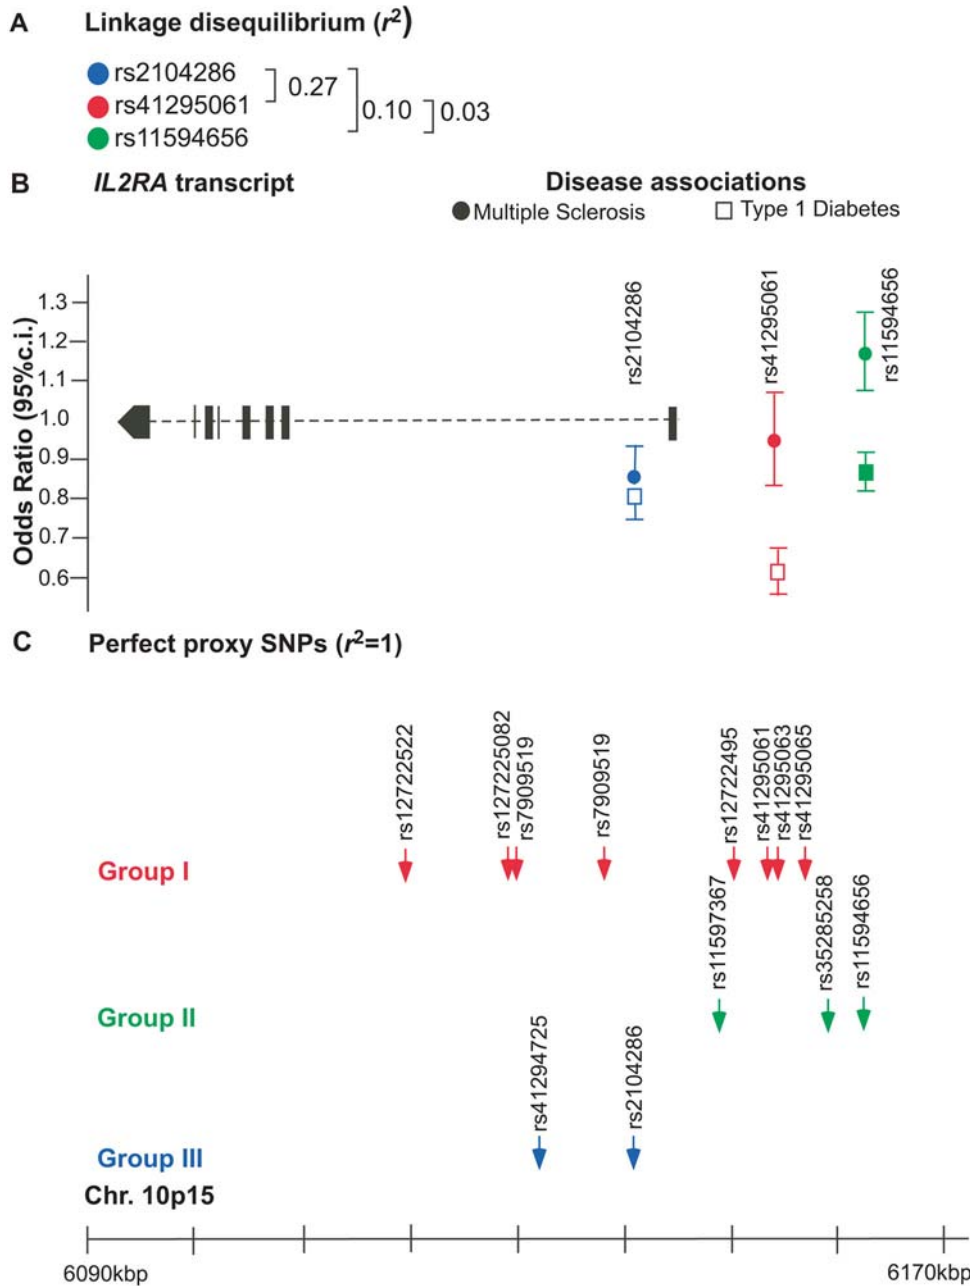 A Linkage disequilibrium (r²)
rs2104286
rs41295061
rs11594656
0.27
0.10
0.03
B IL2RA transcript
Disease associations
Multiple Sclerosis
Type 1 Diabetes
Odds Ratio (95%c.i.)
1.3
1.2
1.1
1.0
0.9
0.8
0.7
0.6
rs2104286
rs41295061
rs11594656
C Perfect proxy SNPs (r²=1)
rs12722522
rs127225082
rs7909519
rs7909519
rs12722495
rs41295061
rs41295063
rs41295065
Group I
rs11597367
rs35285258
rs11594656
Group II
rs41294725
rs2104286
Group III
Chr. 10p15
6090kbp
6170kbp